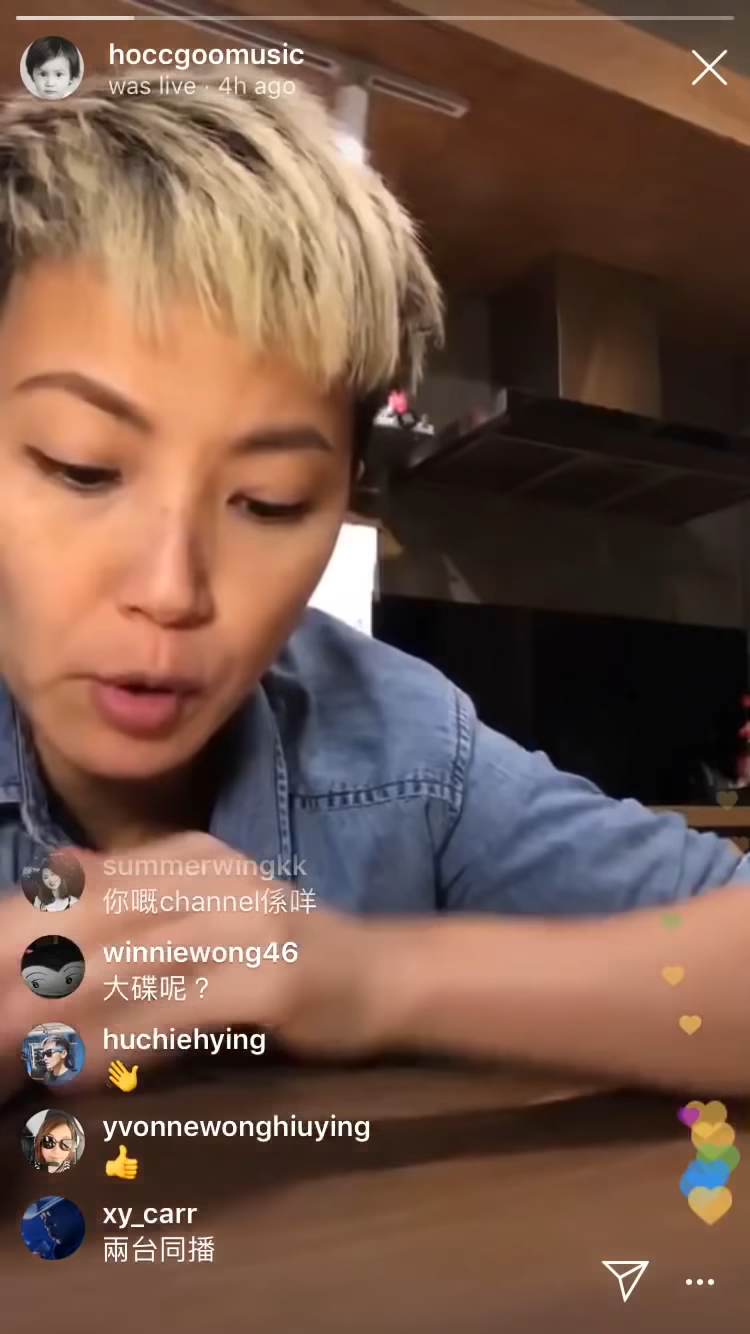 hoccgoomusic
was live · 4h ago
summerwingkk
你嘅channel係咩
winniewong46
大碟呢？
huchiehying
👋
yvonnewonghiuying
👍
xy_carr
兩台同播